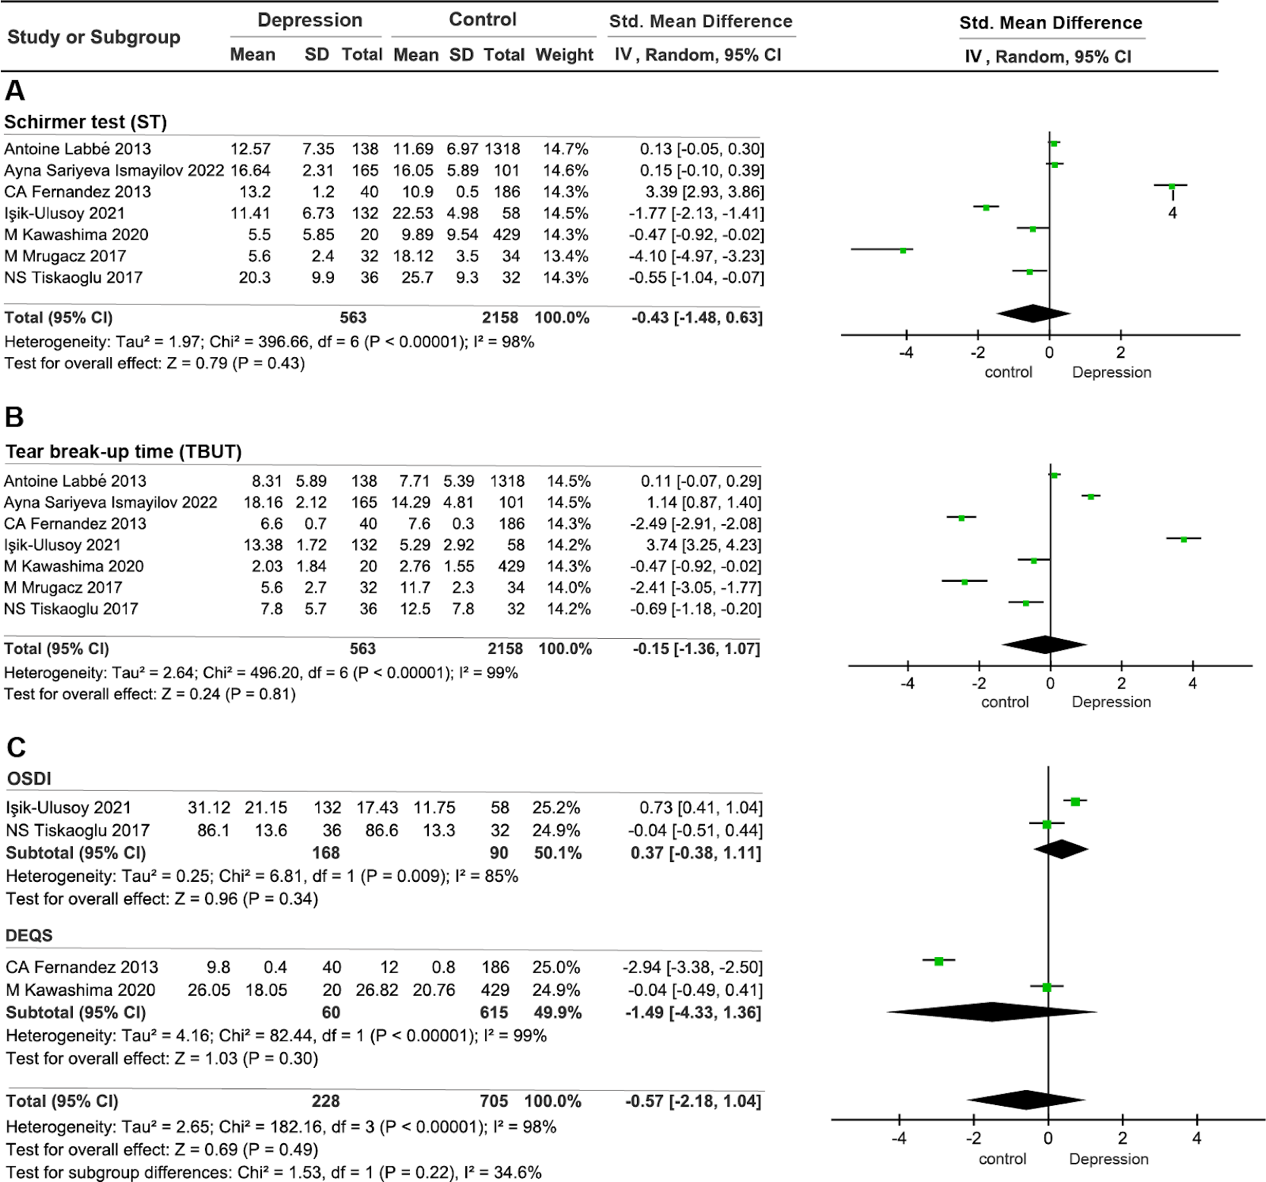 Study or Subgroup Depression Control Std. Mean Difference Std. Mean Difference
Mean SD Total Mean SD Total Weight IV , Random, 95% CI IV , Random, 95% CI
A
Schirmer test (ST)
Antoine Labbé 2013 12.57 7.35 138 11.69 6.97 1318 14.7% 0.13 [-0.05, 0.30]
Ayna Sariyeva Ismayilov 2022 16.64 2.31 165 16.05 5.89 101 14.6% 0.15 [-0.10, 0.39]
CA Fernandez 2013 13.2 1.2 40 10.9 0.5 186 14.3% 3.39 [2.93, 3.86]
Işik-Ulusoy 2021 11.41 6.73 132 22.53 4.98 58 14.5% -1.77 [-2.13, -1.41]
M Kawashima 2020 5.5 5.85 20 9.89 9.54 429 14.3% -0.47 [-0.92, -0.02]
M Mrugacz 2017 5.6 2.4 32 18.12 3.5 34 13.4% -4.10 [-4.97, -3.23]
NS Tiskaoglu 2017 20.3 9.9 36 25.7 9.3 32 14.3% -0.55 [-1.04, -0.07]
Total (95% CI) 563 2158 100.0% -0.43 [-1.48, 0.63]
Heterogeneity: Tau² = 1.97; Chi² = 396.66, df = 6 (P < 0.00001); I² = 98%
Test for overall effect: Z = 0.79 (P = 0.43)
4
-4 -2 0 2
control Depression
B
Tear break-up time (TBUT)
Antoine Labbé 2013 8.31 5.89 138 7.71 5.39 1318 14.5% 0.11 [-0.07, 0.29]
Ayna Sariyeva Ismayilov 2022 18.16 2.12 165 14.29 4.81 101 14.5% 1.14 [0.87, 1.40]
CA Fernandez 2013 6.6 0.7 40 7.6 0.3 186 14.3% -2.49 [-2.91, -2.08]
Işik-Ulusoy 2021 13.38 1.72 132 5.29 2.92 58 14.2% 3.74 [3.25, 4.23]
M Kawashima 2020 2.03 1.84 20 2.76 1.55 429 14.3% -0.47 [-0.92, -0.02]
M Mrugacz 2017 5.6 2.7 32 11.7 2.3 34 14.0% -2.41 [-3.05, -1.77]
NS Tiskaoglu 2017 7.8 5.7 36 12.5 7.8 32 14.2% -0.69 [-1.18, -0.20]
Total (95% CI) 563 2158 100.0% -0.15 [-1.36, 1.07]
Heterogeneity: Tau² = 2.64; Chi² = 496.20, df = 6 (P < 0.00001); I² = 99%
Test for overall effect: Z = 0.24 (P = 0.81)
-4 -2 0 2 4
control Depression
C
OSDI
Işik-Ulusoy 2021 31.12 21.15 132 17.43 11.75 58 25.2% 0.73 [0.41, 1.04]
NS Tiskaoglu 2017 86.1 13.6 36 86.6 13.3 32 24.9% -0.04 [-0.51, 0.44]
Subtotal (95% CI) 168 90 50.1% 0.37 [-0.38, 1.11]
Heterogeneity: Tau² = 0.25; Chi² = 6.81, df = 1 (P = 0.009); I² = 85%
Test for overall effect: Z = 0.96 (P = 0.34)
DEQS
CA Fernandez 2013 9.8 0.4 40 12 0.8 186 25.0% -2.94 [-3.38, -2.50]
M Kawashima 2020 26.05 18.05 20 26.82 20.76 429 24.9% -0.04 [-0.49, 0.41]
Subtotal (95% CI) 60 615 49.9% -1.49 [-4.33, 1.36]
Heterogeneity: Tau² = 4.16; Chi² = 82.44, df = 1 (P < 0.00001); I² = 99%
Test for overall effect: Z = 1.03 (P = 0.30)
Total (95% CI) 228 705 100.0% -0.57 [-2.18, 1.04]
Heterogeneity: Tau² = 2.65; Chi² = 182.16, df = 3 (P < 0.00001); I² = 98%
Test for overall effect: Z = 0.69 (P = 0.49)
Test for subgroup differences: Chi² = 1.53, df = 1 (P = 0.22), I² = 34.6%
-4 -2 0 2 4
control Depression